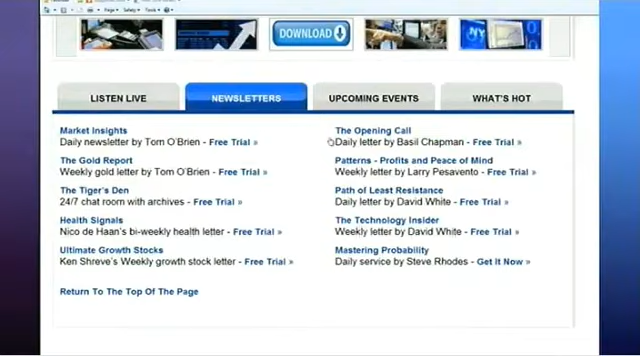 Page ▾ Safety ▾ Tools ▾
DOWNLOAD
NY
LISTEN LIVE
NEWSLETTERS
UPCOMING EVENTS
WHAT'S HOT
Market Insights
Daily newsletter by Tom O'Brien - Free Trial »
The Gold Report
Weekly gold letter by Tom O'Brien - Free Trial »
The Tiger's Den
24/7 chat room with archives - Free Trial »
Health Signals
Nico de Haan's bi-weekly health letter - Free Trial »
Ultimate Growth Stocks
Ken Shreve's Weekly growth stock letter - Free Trial »
Return To The Top Of The Page
The Opening Call
Daily letter by Basil Chapman - Free Trial »
Patterns - Profits and Peace of Mind
Weekly letter by Larry Pesavento - Free Trial »
Path of Least Resistance
Daily letter by David White - Free Trial »
The Technology Insider
Weekly letter by David White - Free Trial »
Mastering Probability
Daily service by Steve Rhodes - Get It Now »